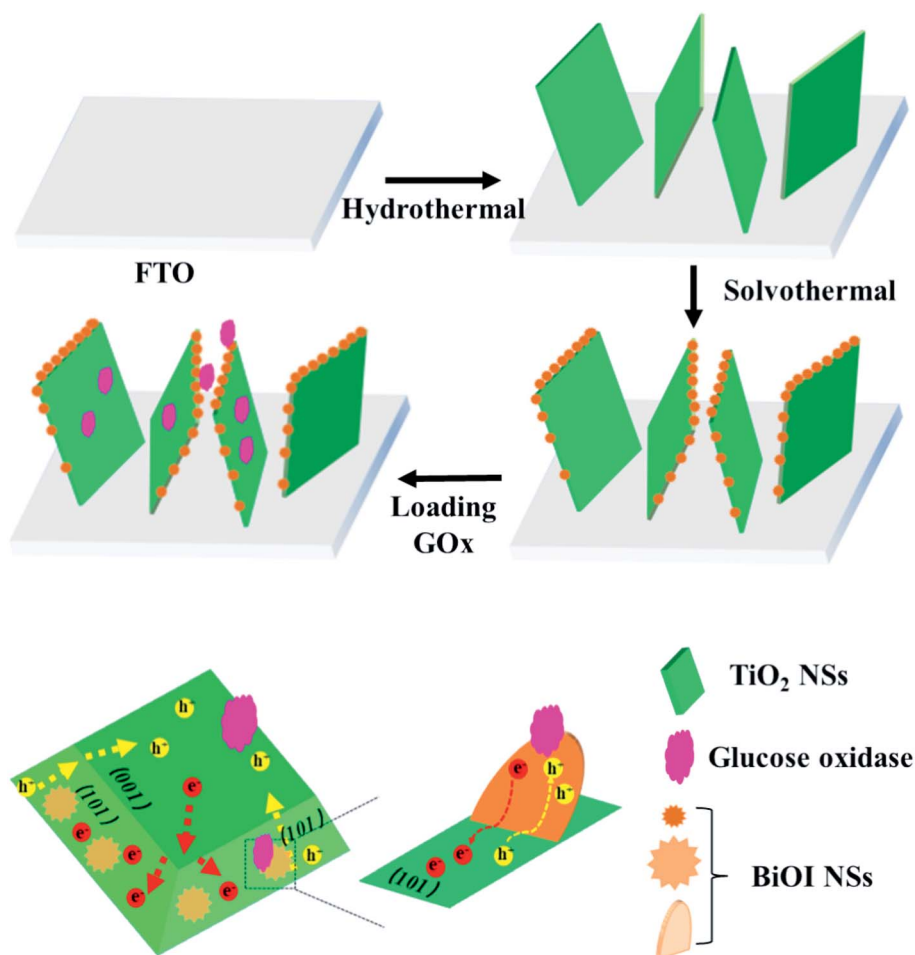 Hydrothermal
FTO
Solvothermal
Loading
GOx
h⁺
h⁺
h⁺
h⁺
(001)
(101)
e⁻
e⁻
e⁻
e⁻
e⁻
(101)
h⁺
e⁻
h⁺
h⁺
e⁻
e⁻
h⁺
(101)
TiO₂ NSs
Glucose oxidase
BiOI NSs